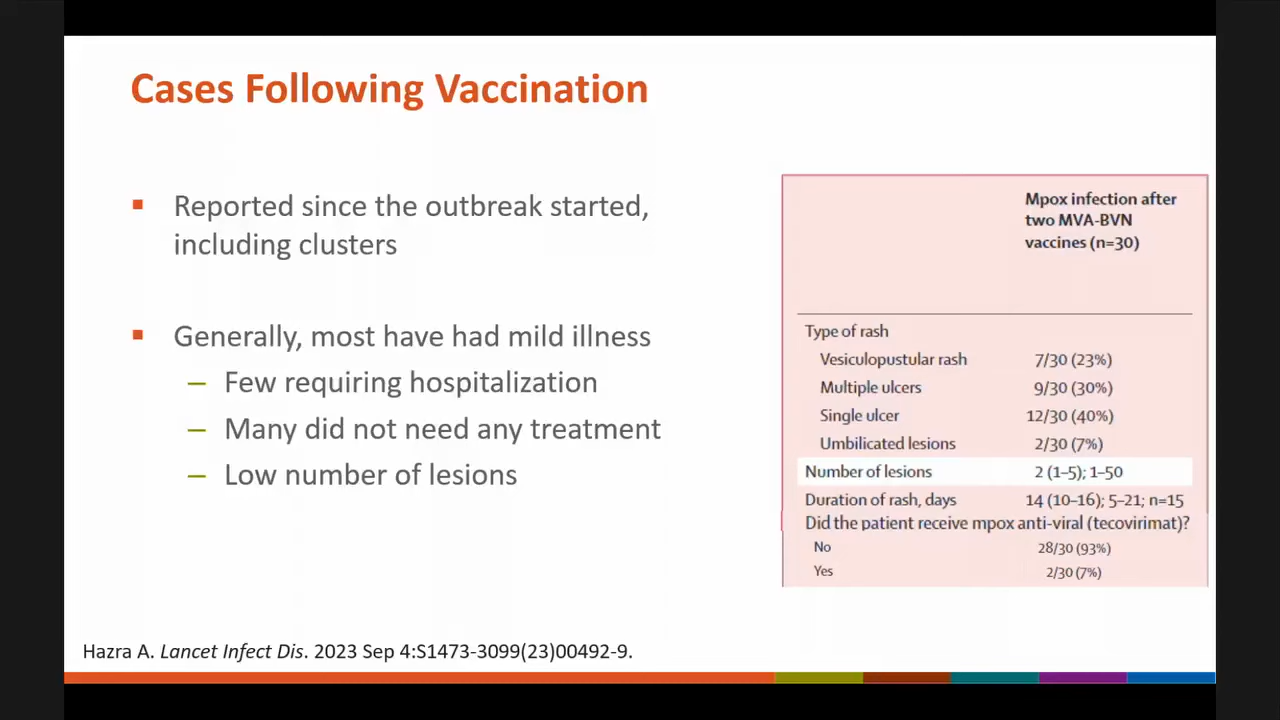 Cases Following Vaccination
▪ Reported since the outbreak started,
including clusters
▪ Generally, most have had mild illness
– Few requiring hospitalization
– Many did not need any treatment
– Low number of lesions
Mpox infection after
two MVA-BVN
vaccines (n=30)
Type of rash
Vesiculopustular rash 7/30 (23%)
Multiple ulcers 9/30 (30%)
Single ulcer 12/30 (40%)
Umbilicated lesions 2/30 (7%)
Number of lesions 2 (1–5); 1–50
Duration of rash, days 14 (10–16); 5–21; n=15
Did the patient receive mpox anti-viral (tecovirimat)?
No 28/30 (93%)
Yes 2/30 (7%)
Hazra A. Lancet Infect Dis. 2023 Sep 4:S1473-3099(23)00492-9.